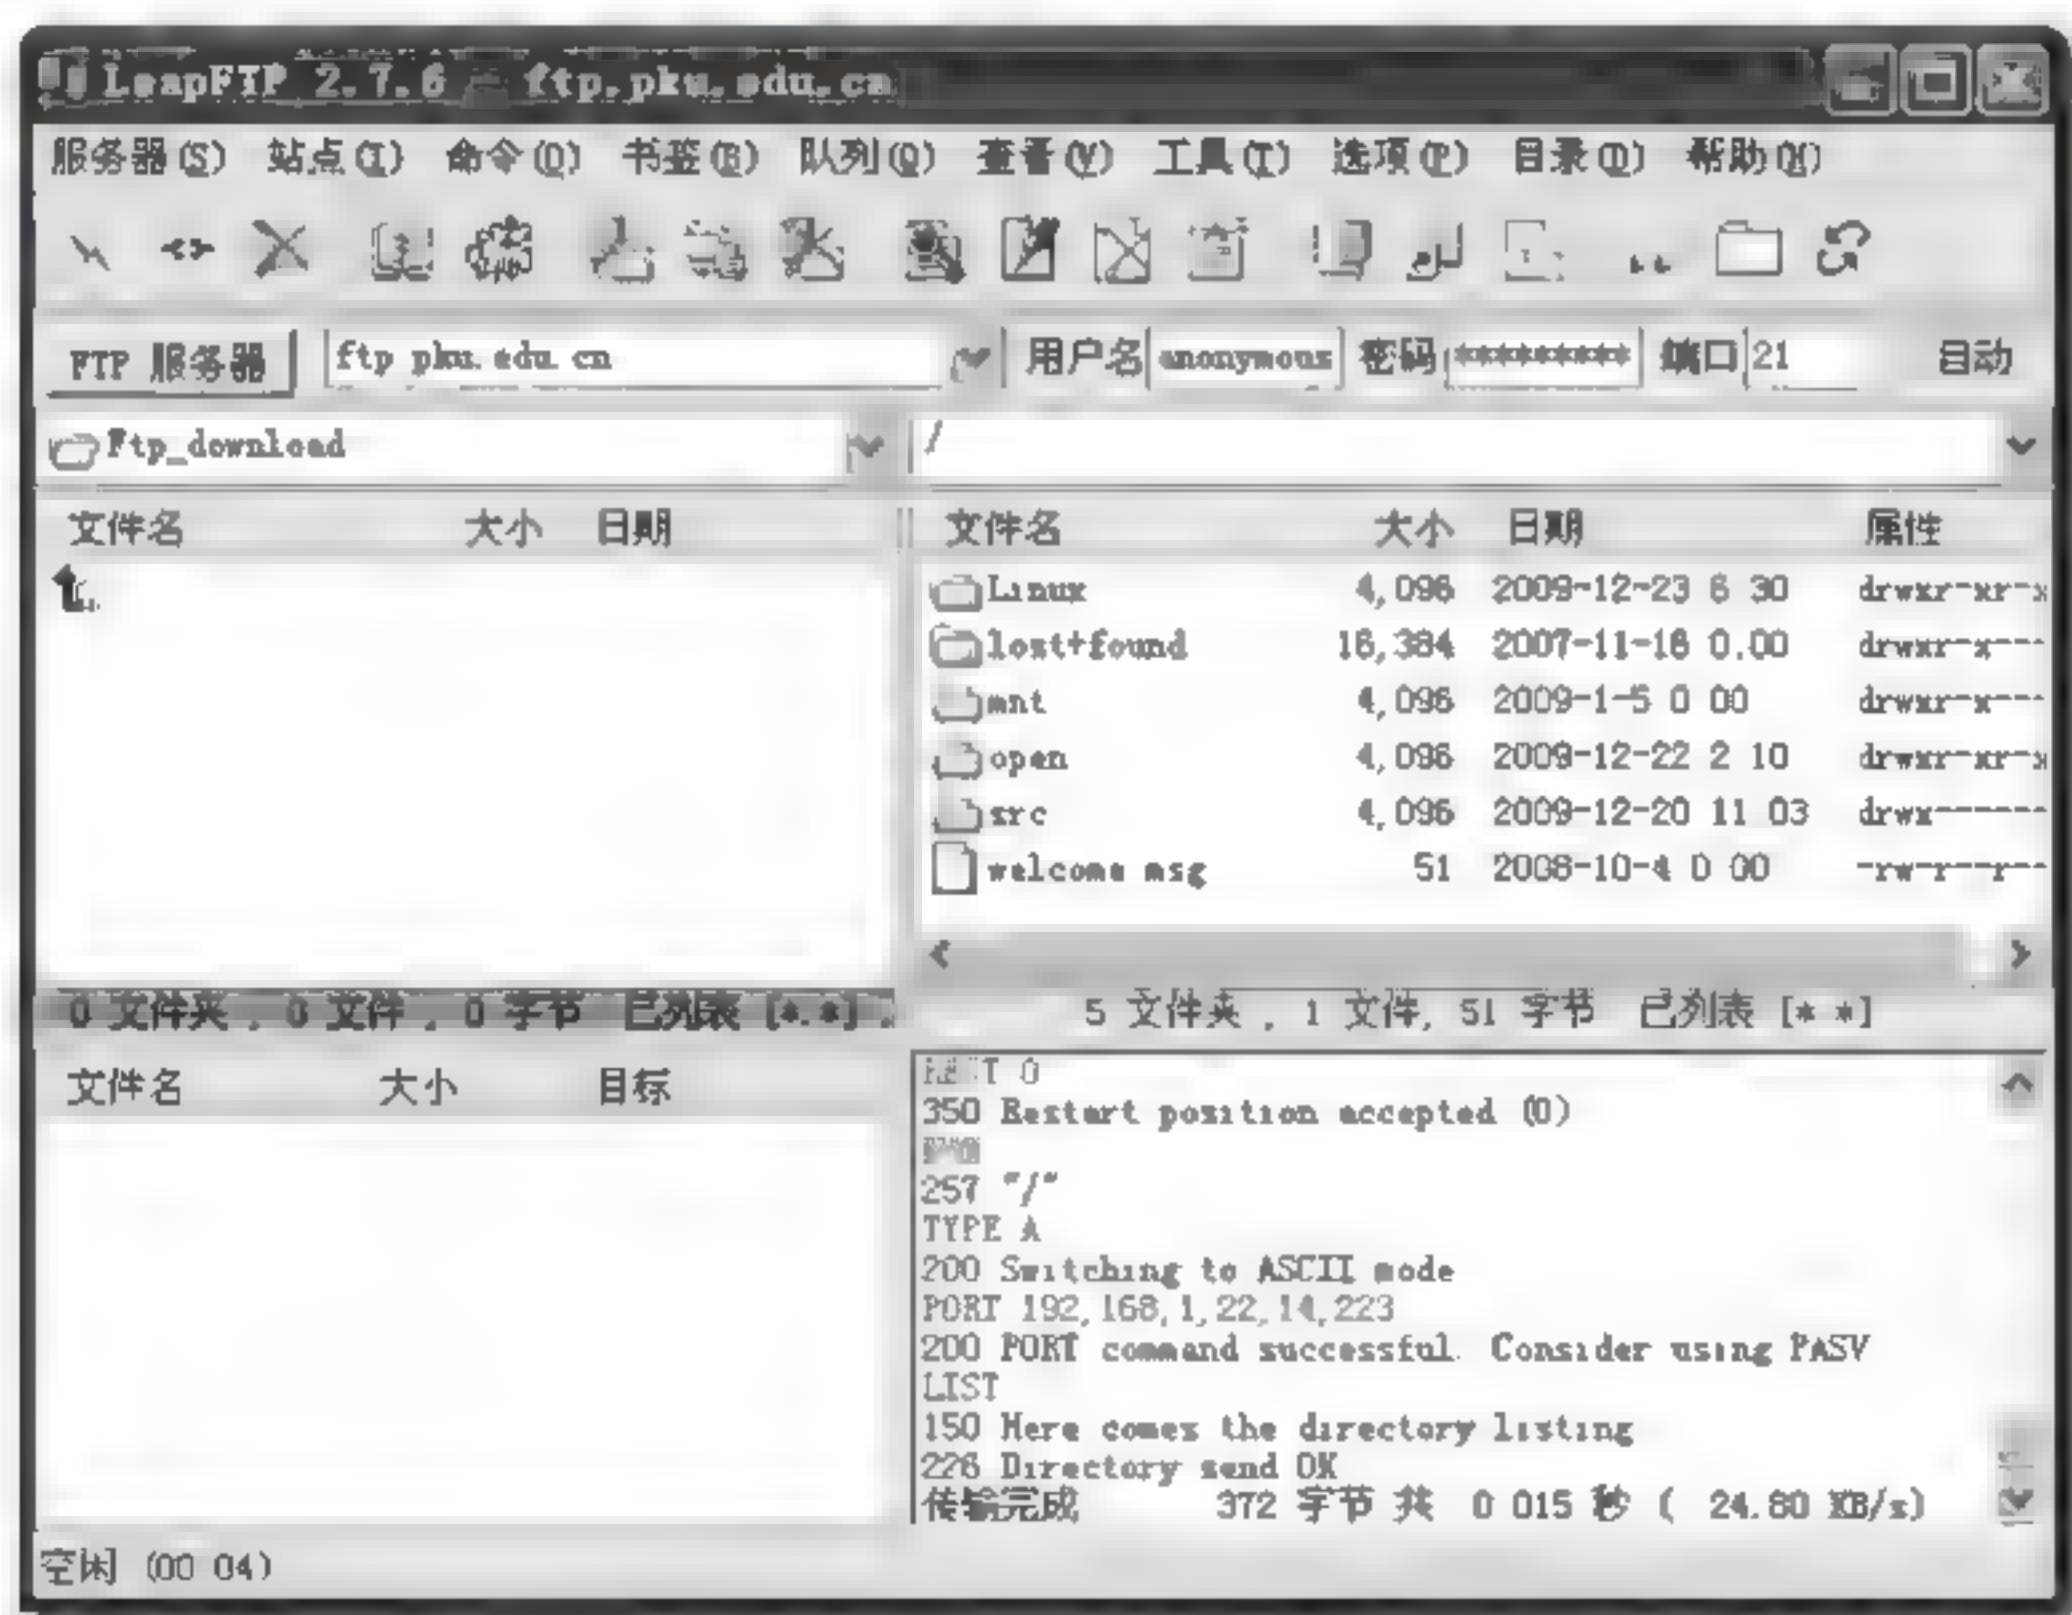 LeapFTP 2.7.6 - ftp.pku.edu.cn
服务器(S) 站点(I) 命令(O) 书签(B) 队列(Q) 查看(V) 工具(T) 选项(P) 目录(D) 帮助(H)
FTP 服务器 ftp.pku.edu.cn 用户名 anonymous 密码 ********* 端口 21 自动
Ftp_download /
文件名 大小 日期
文件名 大小 日期 属性
Linux 4,096 2009-12-23 6:30 drwxr-xr-x
lost+found 16,384 2007-11-16 0:00 drwxr-x---
mnt 4,096 2009-1-5 0:00 drwxr-x---
open 4,096 2009-12-22 2:10 drwxr-xr-x
src 4,096 2009-12-20 11:03 drwx------
welcome.msg 51 2008-10-4 0:00 -rw-r--r--
0 文件夹, 0 文件, 0 字节 已列表 [*.*]
5 文件夹, 1 文件, 51 字节 已列表 [*.*]
文件名 大小 目标
REST 0
350 Restart position accepted (0)
257 "/"
TYPE A
200 Switching to ASCII mode
PORT 192,168,1,22,14,223
200 PORT command successful. Consider using PASV
LIST
150 Here comes the directory listing
226 Directory send OK
传输完成 372 字节 共 0.015 秒 ( 24.80 KB/s)
空闲 (00:04)